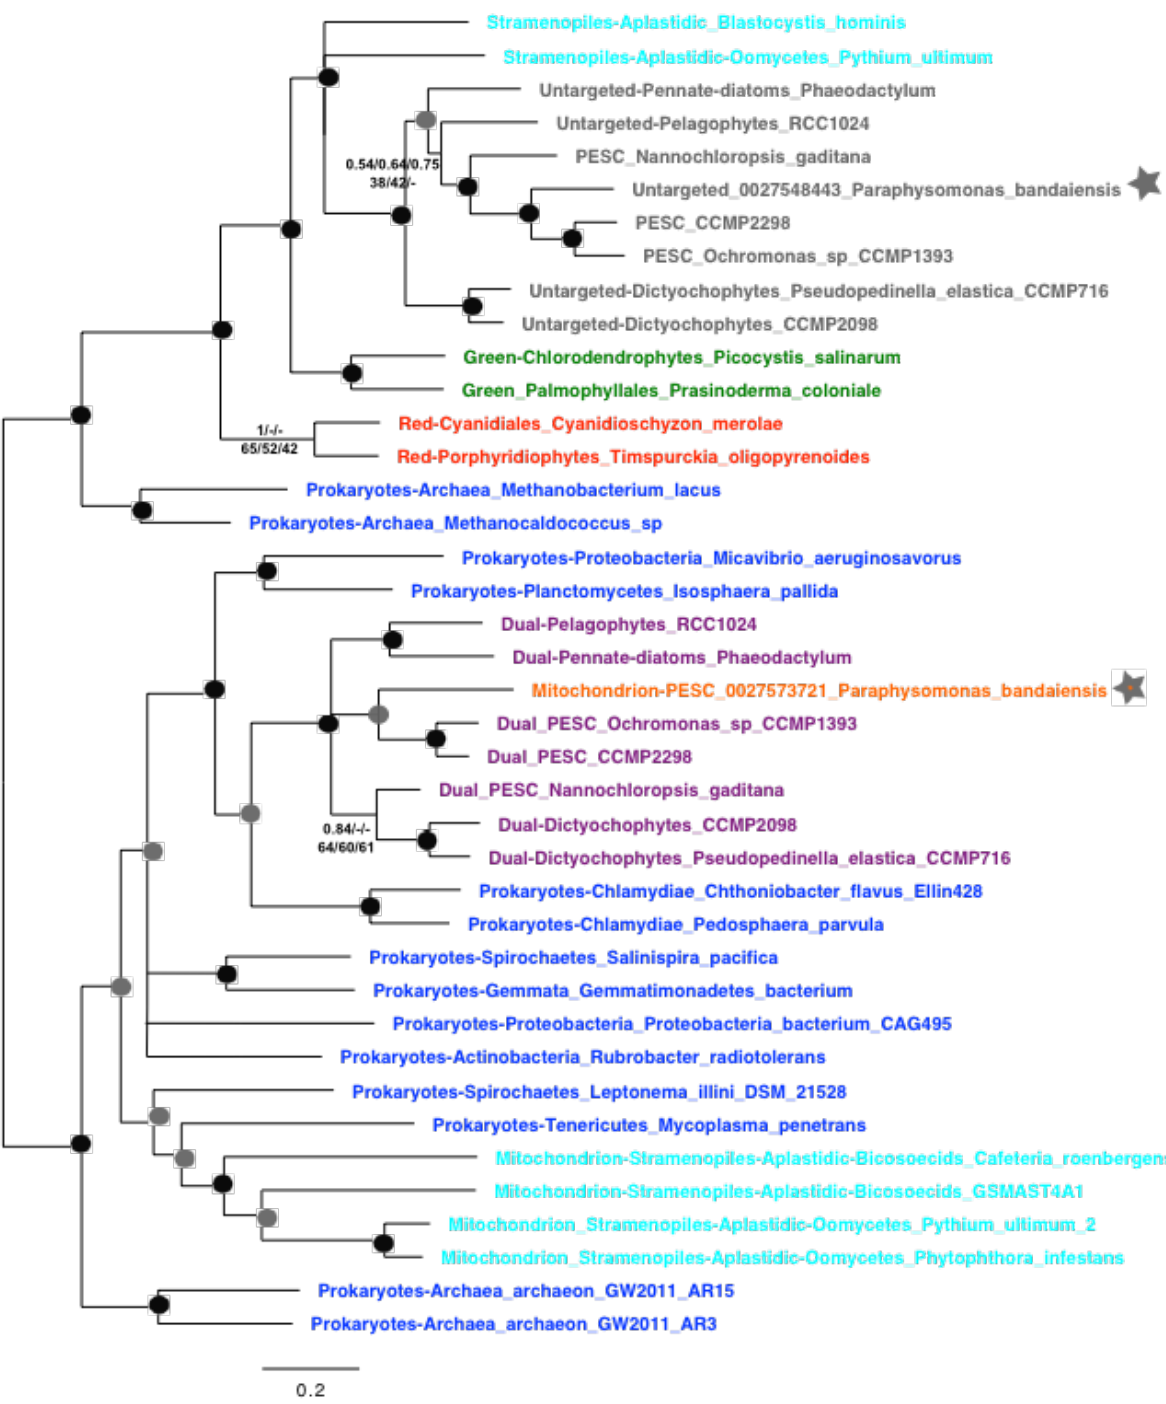 Stramenopiles-Aplastidic_Blastocystis_hominis
Stramenopiles-Aplastidic-Oomycetes_Pythium_ultimum
Untargeted-Pennate-diatoms_Phaeodactylum
Untargeted-Pelagophytes_RCC1024
0.54/0.64/0.75
38/42/-
PESC_Nannochloropsis_gaditana
Untargeted_0027548443_Paraphysomonas_bandaiensis
PESC_CCMP2298
PESC_Ochromonas_sp_CCMP1393
Untargeted-Dictyochophytes_Pseudopedinella_elastica_CCMP716
Untargeted-Dictyochophytes_CCMP2098
Green-Chlorodendrophytes_Picocystis_salinarum
Green_Palmophyllales_Prasinoderma_coloniale
Red-Cyanidiales_Cyanidioschyzon_merolae
1/-/-
65/52/42
Red-Porphyridiophytes_Timspurckia_oligopyrenoides
Prokaryotes-Archaea_Methanobacterium_lacus
Prokaryotes-Archaea_Methanocaldococcus_sp
Prokaryotes-Proteobacteria_Micavibrio_aeruginosavorus
Prokaryotes-Planctomycetes_Isosphaera_pallida
Dual-Pelagophytes_RCC1024
Dual-Pennate-diatoms_Phaeodactylum
Mitochondrion-PESC_0027573721_Paraphysomonas_bandaiensis
Dual_PESC_Ochromonas_sp_CCMP1393
Dual_PESC_CCMP2298
Dual_PESC_Nannochloropsis_gaditana
0.84/-/-
64/60/61
Dual-Dictyochophytes_CCMP2098
Dual-Dictyochophytes_Pseudopedinella_elastica_CCMP716
Prokaryotes-Chlamydiae_Chthoniobacter_flavus_Ellin428
Prokaryotes-Chlamydiae_Pedosphaera_parvula
Prokaryotes-Spirochaetes_Salinispira_pacifica
Prokaryotes-Gemmata_Gemmatimonadetes_bacterium
Prokaryotes-Proteobacteria_Proteobacteria_bacterium_CAG495
Prokaryotes-Actinobacteria_Rubrobacter_radiotolerans
Prokaryotes-Spirochaetes_Leptonema_illini_DSM_21528
Prokaryotes-Tenericutes_Mycoplasma_penetrans
Mitochondrion-Stramenopiles-Aplastidic-Bicosoecids_Cafeteria_roenbergens
Mitochondrion-Stramenopiles-Aplastidic-Bicosoecids_GSMAST4A1
Mitochondrion_Stramenopiles-Aplastidic-Oomycetes_Pythium_ultimum_2
Mitochondrion_Stramenopiles-Aplastidic-Oomycetes_Phytophthora_infestans
Prokaryotes-Archaea_archaeon_GW2011_AR15
Prokaryotes-Archaea_archaeon_GW2011_AR3
0.2